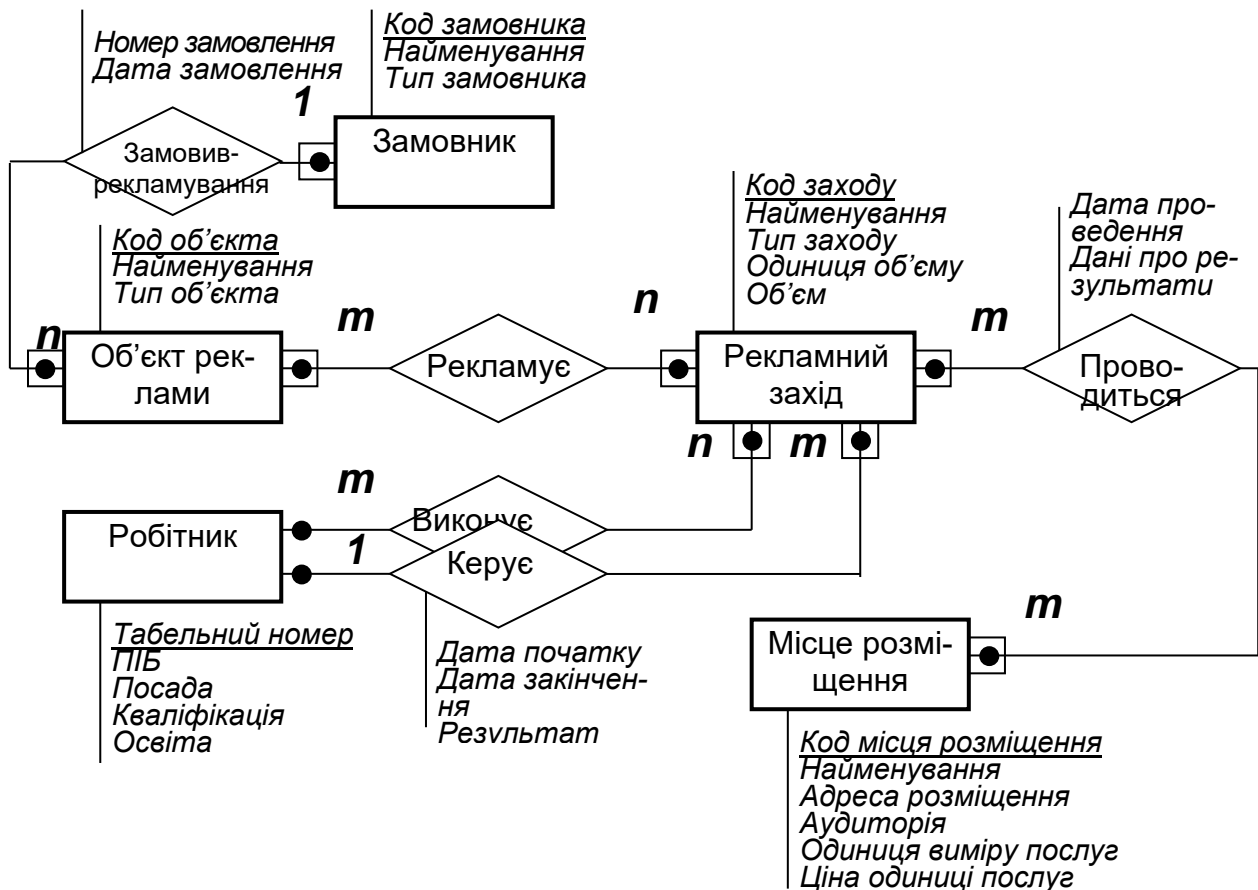 Номер замовлення
Дата замовлення
Код замовника
Найменування
Тип замовника
1
Замовив-
рекламування
Замовник
Код об’єкта
Найменування
Тип об’єкта
Код заходу
Найменування
Тип заходу
Одиниця об’єму
Об’єм
Дата про-
ведення
Дані про ре-
зультати
n
Об’єкт рек-
лами
m
Рекламує
n
Рекламний
захід
m
Прово-
диться
n
m
m
Виконує
Робітник
1
Керує
Табельний номер
ПІБ
Посада
Кваліфікація
Освіта
Дата початку
Дата закінчен-
ня
Результат
m
Місце розмі-
щення
Код місця розміщення
Найменування
Адреса розміщення
Аудиторія
Одиниця виміру послуг
Ціна одиниці послуг